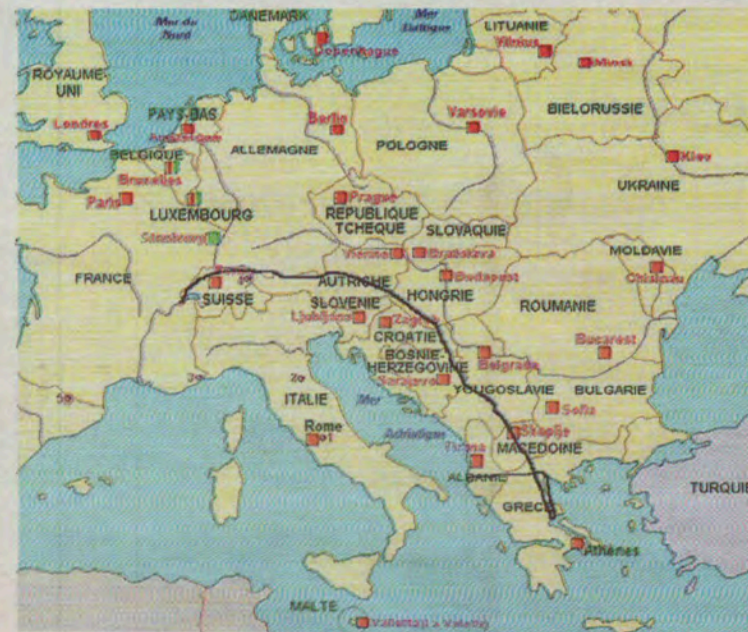 DANEMARK
Mer du
Nord
Mer
Baltique
Copenhague
LITUANIE
Vilnius
Minsk
ROYAUME-
UNI
PAYS-BAS
BIELORUSSIE
Londres
Amsterdam
Berlin
Varsovie
ALLEMAGNE
POLOGNE
BELGIQUE
Bruxelles
Kiev
UKRAINE
Paris
LUXEMBOURG
Prague
REPUBLIQUE
TCHEQUE
SLOVAQUIE
Strasbourg
Vienne
Bratislava
MOLDAVIE
Chisinau
FRANCE
SUISSE
AUTRICHE
Budapest
HONGRIE
ROUMANIE
SLOVENIE
Ljubljana
Zagreb
CROATIE
BOSNIE-
HERZEGOVINE
Belgrade
Bucarest
Sarajevo
YOUGOSLAVIE
BULGARIE
ITALIE
Mer
Adriatique
Sofia
Rome
Skopje
MACEDOINE
Tirana
ALBANIE
TURQUIE
GRECE
Athènes
MALTE